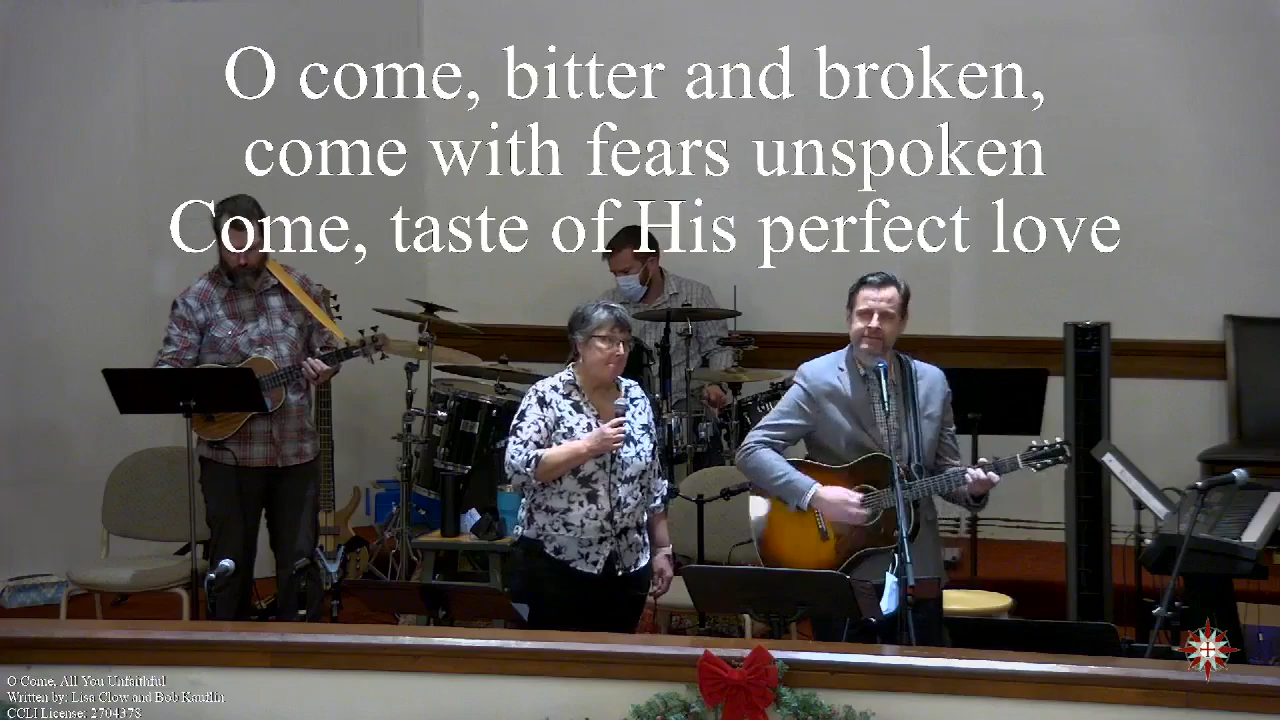 O come, bitter and broken,
come with fears unspoken
Come, taste of His perfect love
O Come, All You Unfaithful
Written by: Lisa Clow and Bob Kauflin
CCLI License: 2704378